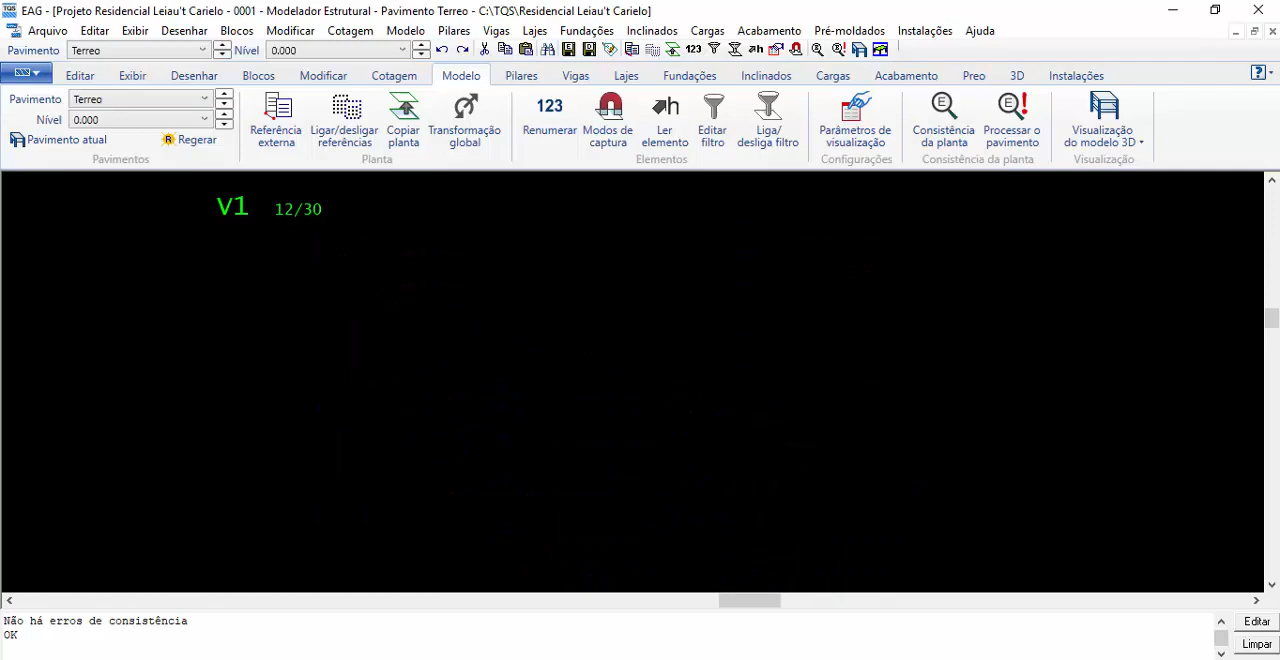 EAG - [Projeto Residencial Leiau't Carielo - 0001 - Modelador Estrutural - Pavimento Terreo - C:\TQS\Residencial Leiau't Carielo]
Arquivo Editar Exibir Desenhar Blocos Modificar Cotagem Modelo Pilares Vigas Lajes Fundações Inclinados Cargas Acabamento Pré-moldados Instalações Ajuda
Pavimento Terreo Nível 0.000 123
Editar Exibir Desenhar Blocos Modificar Cotagem Modelo Pilares Vigas Lajes Fundações Inclinados Cargas Acabamento Preo 3D Instalações
Pavimento Terreo
Nível 0.000
Pavimento atual R Regerar
Pavimentos
Referência externa
Ligar/desligar referências
Copiar planta
Transformação global
Planta
123
Renumerar
Modos de captura
Ler elemento
Editar filtro
Liga/ desliga filtro
Elementos
Parâmetros de visualização
Configurações
Consistência da planta
Processar o pavimento
Consistência da planta
Visualização do modelo 3D
Visualização
V1 12/30
Não há erros de consistência
OK
Editar
Limpar